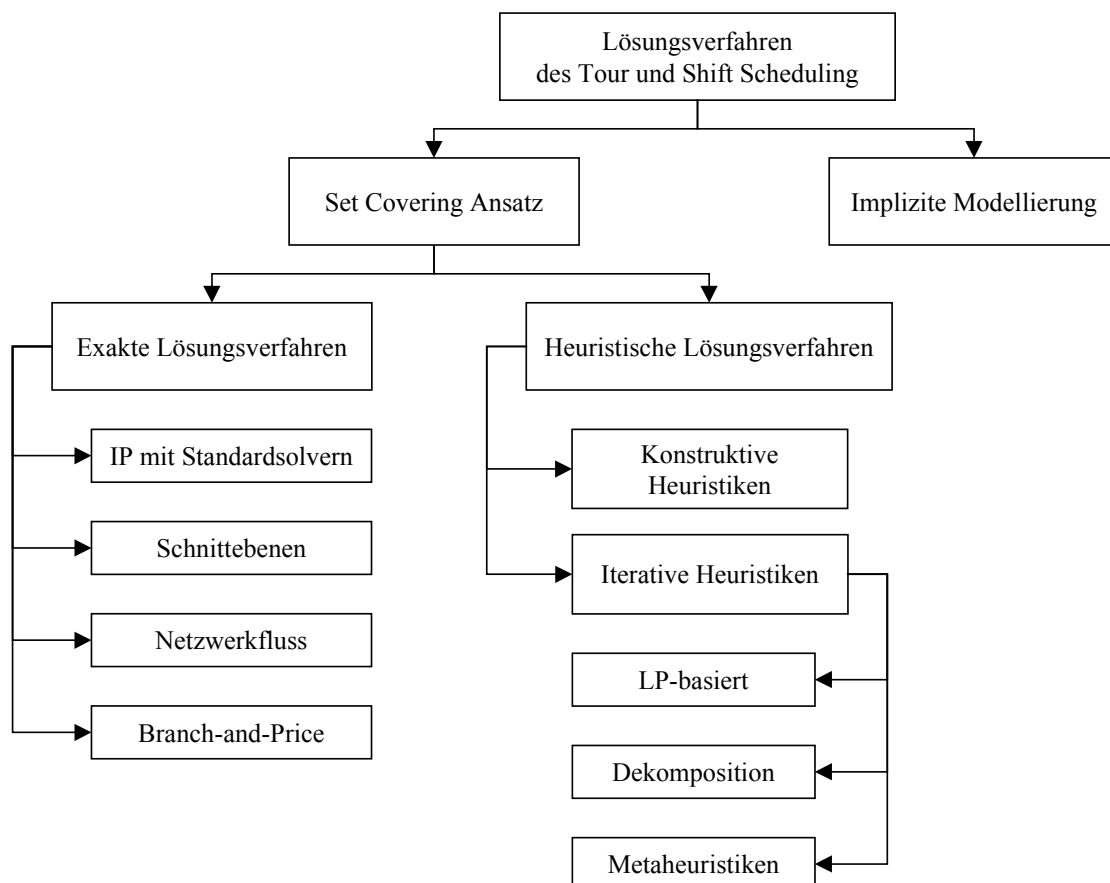 Lösungsverfahren
des Tour und Shift Scheduling
Set Covering Ansatz
Implizite Modellierung
Exakte Lösungsverfahren
Heuristische Lösungsverfahren
IP mit Standardsolvern
Schnittebenen
Netzwerkfluss
Branch-and-Price
Konstruktive
Heuristiken
Iterative Heuristiken
LP-basiert
Dekomposition
Metaheuristiken